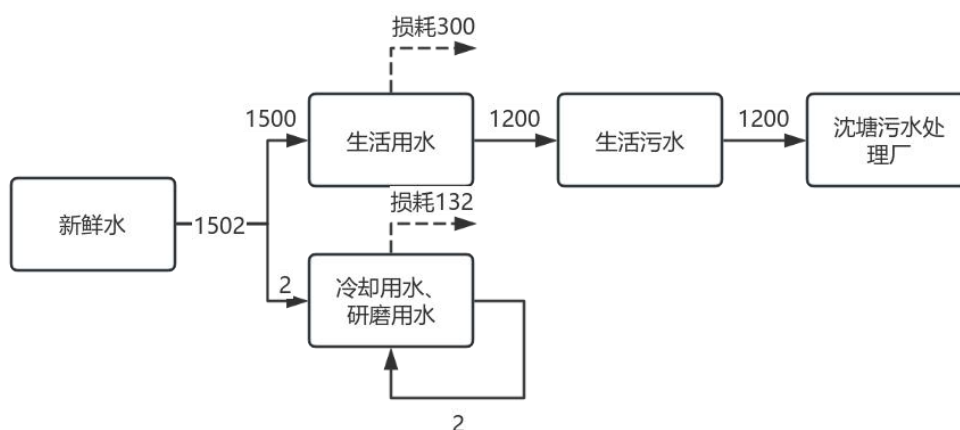 损耗300
1500
生活用水
1200
生活污水
1200
沈塘污水处
理厂
新鲜水
1502
损耗132
2
冷却用水、
研磨用水
2